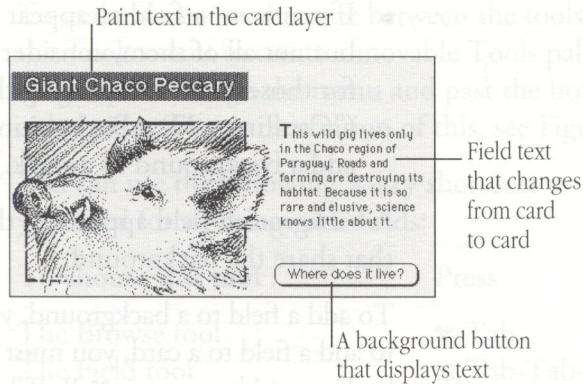 Paint text in the card layer
Giant Chaco Peccary
This wild pig lives only
in the Chaco region of
Paraguay. Roads and
farming are destroying its
habitat. Because it is so
rare and elusive, science
knows little about it.
Field text
that changes
from card
to card
Where does it live?
A background button
that displays text